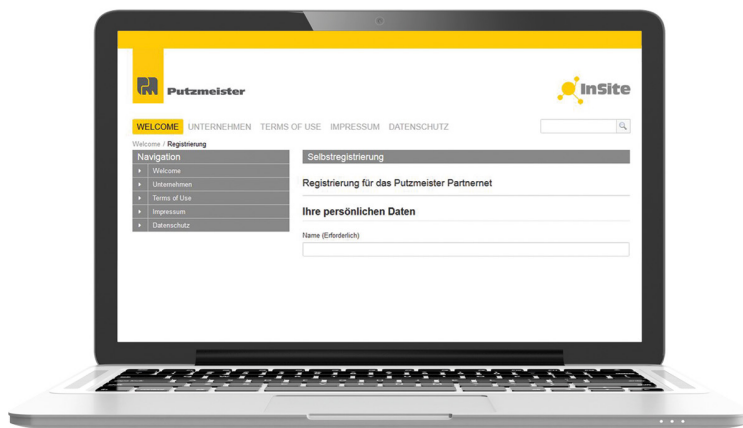 Putzmeister
InSite
WELCOME UNTERNEHMEN TERMS OF USE IMPRESSUM DATENSCHUTZ
Welcome / Registrierung
Navigation
Welcome
Unternehmen
Terms of Use
Impressum
Datenschutz
Selbstregistrierung
Registrierung für das Putzmeister Partnernet
Ihre persönlichen Daten
Name (Erforderlich)